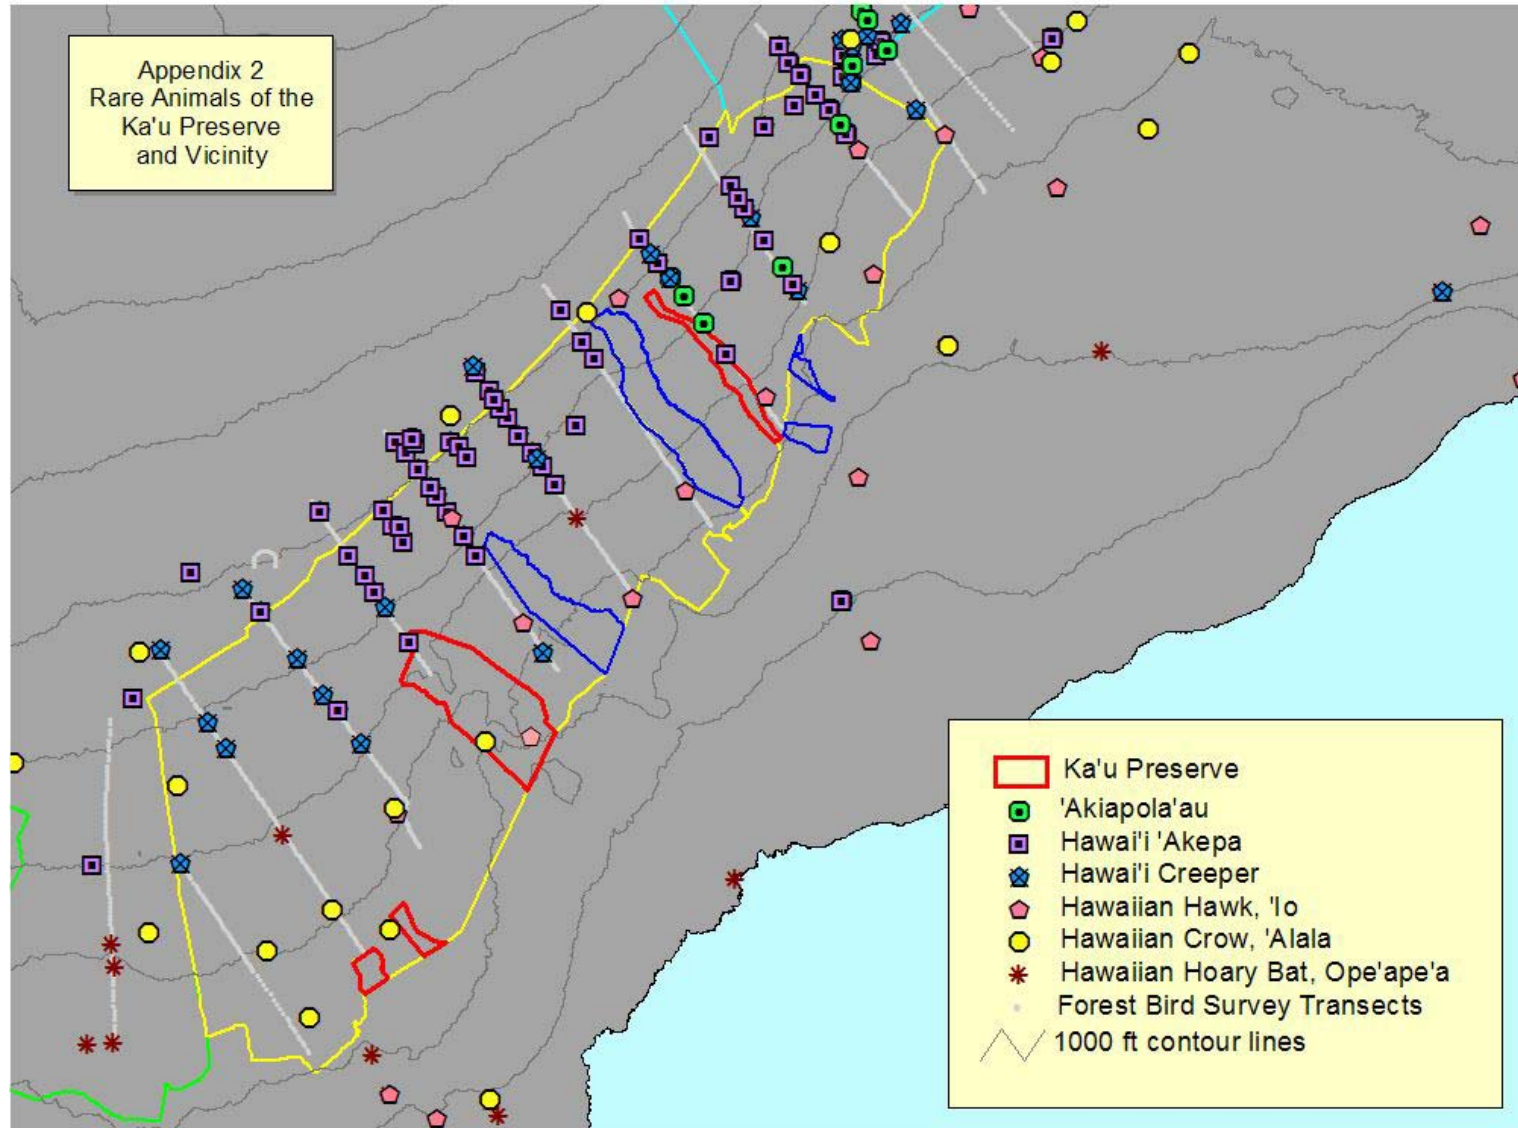 Appendix 2
Rare Animals of the
Ka'u Preserve
and Vicinity
Ka'u Preserve
'Akiapola'au
Hawai'i 'Akepa
Hawai'i Creeper
Hawaiian Hawk, 'Io
Hawaiian Crow, 'Alala
Hawaiian Hoary Bat, Ope'ape'a
Forest Bird Survey Transects
1000 ft contour lines